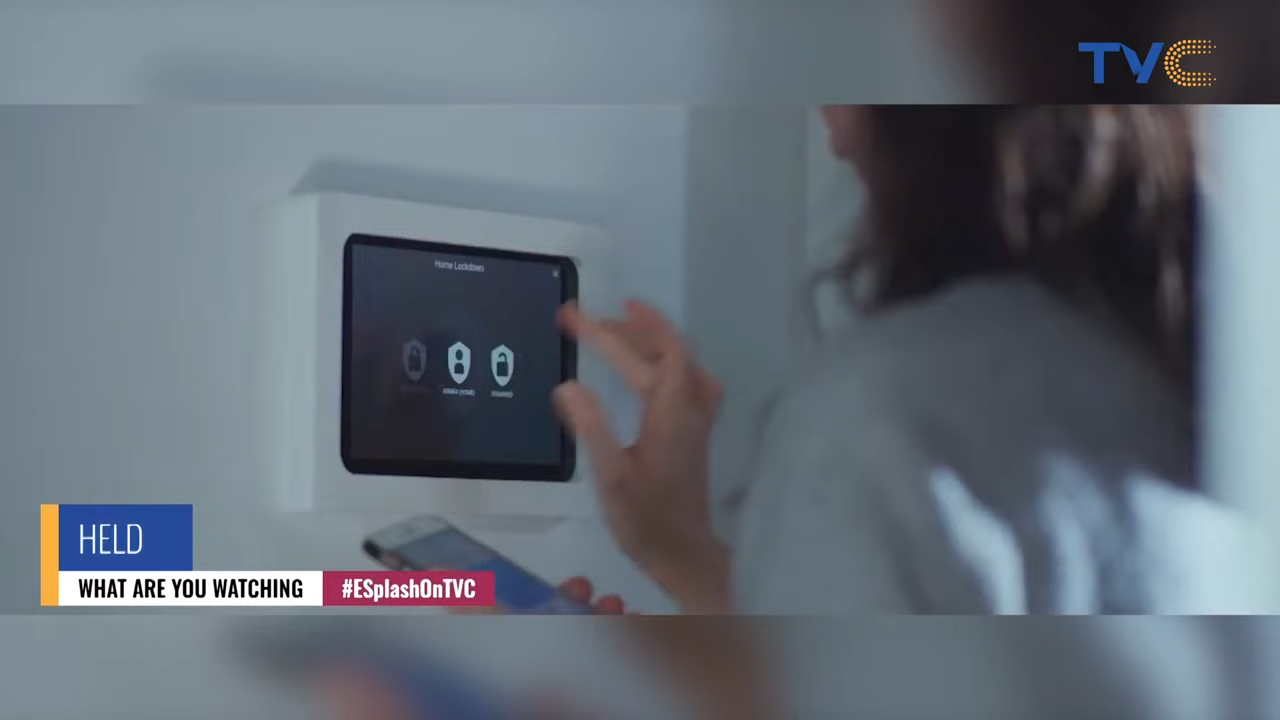 TVC
Home Lockdown
HELD
WHAT ARE YOU WATCHING
#ESplashOnTVC